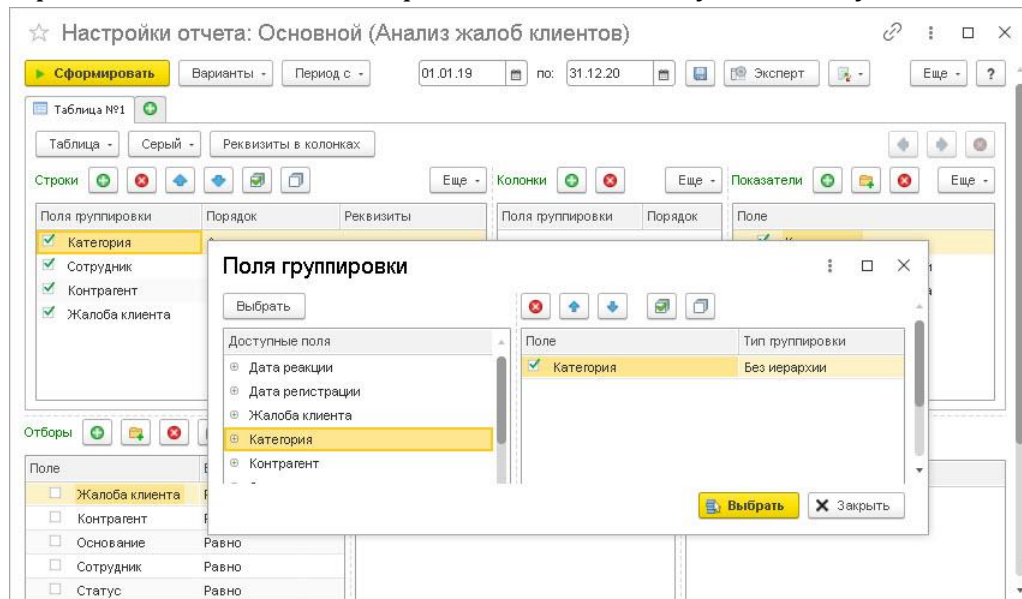 Настройки отчета: Основной (Анализ жалоб клиентов)
Сформировать Варианты Период с 01.01.19 по: 31.12.20 Эксперт Еще ?
Таблица №1
Таблица Серый Реквизиты в колонках
Строки Еще Колонки Еще Показатели Еще
Поля группировки Порядок Реквизиты Поля группировки Порядок Поле
Категория
Сотрудник
Контрагент
Жалоба клиента
Поля группировки
Выбрать
Доступные поля Поле Тип группировки
Дата реакции Категория Без иерархии
Дата регистрации
Жалоба клиента
Категория
Контрагент
Выбрать Закрыть
Отборы
Поле
Жалоба клиента
Контрагент
Основание Равно
Сотрудник Равно
Статус Равно